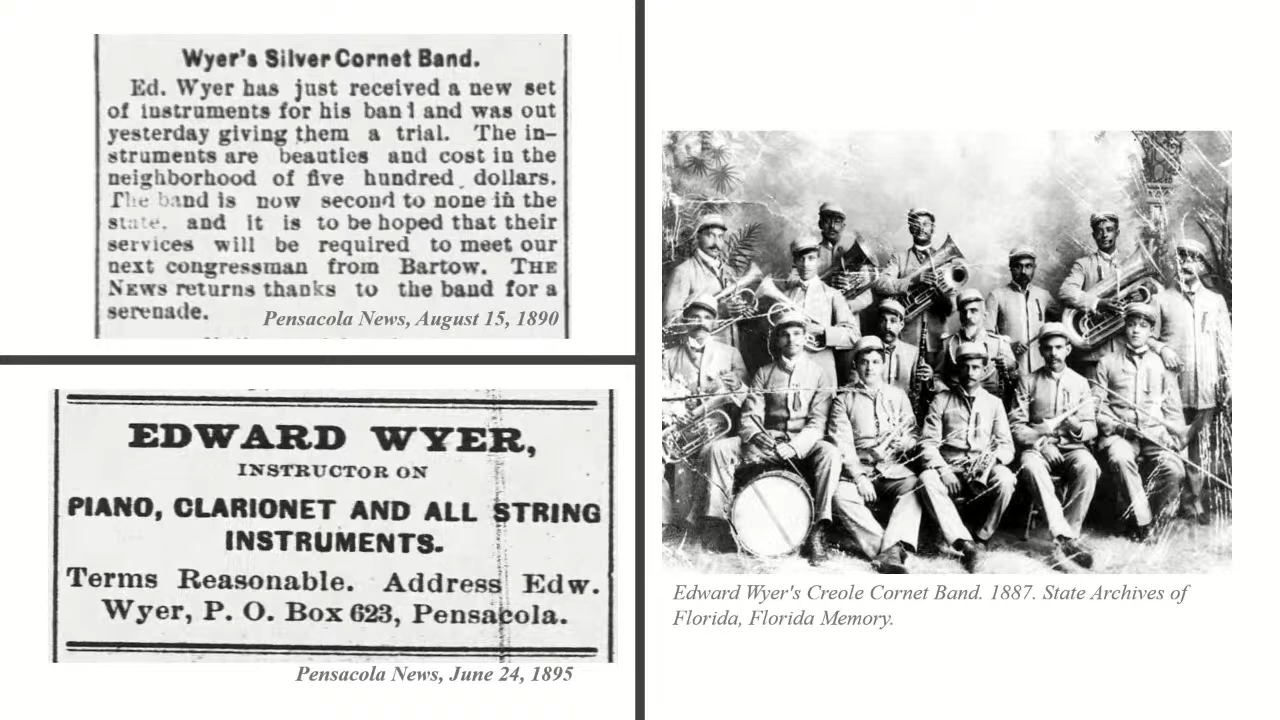 Wyer's Silver Cornet Band.
Ed. Wyer has just received a new set
of instruments for his band and was out
yesterday giving them a trial. The in-
struments are beauties and cost in the
neighborhood of five hundred dollars.
The band is now second to none in the
state, and it is to be hoped that their
services will be required to meet our
next congressman from Bartow. THE
NEWS returns thanks to the band for a
serenade.
Pensacola News, August 15, 1890
EDWARD WYER,
INSTRUCTOR ON
PIANO, CLARIONET AND ALL STRING
INSTRUMENTS.
Terms Reasonable. Address Edw.
Wyer, P. O. Box 623, Pensacola.
Pensacola News, June 24, 1895
Edward Wyer's Creole Cornet Band. 1887. State Archives of
Florida, Florida Memory.